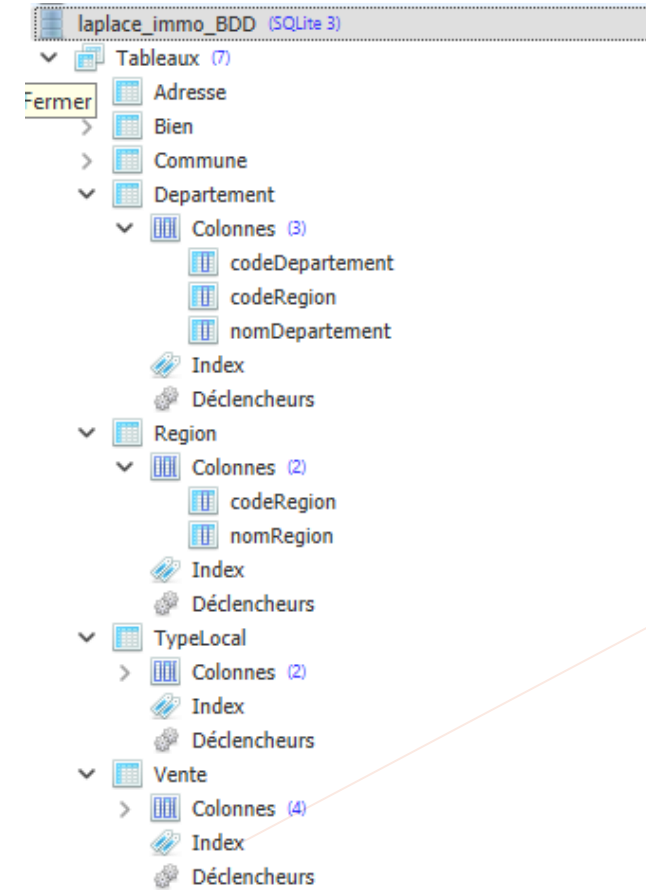 laplace_immo_BDD (SQLite 3)
Tableaux (7)
Adresse
Fermer
Bien
Commune
Departement
Colonnes (3)
codeDepartement
codeRegion
nomDepartement
Index
Déclencheurs
Region
Colonnes (2)
codeRegion
nomRegion
Index
Déclencheurs
TypeLocal
Colonnes (2)
Index
Déclencheurs
Vente
Colonnes (4)
Index
Déclencheurs